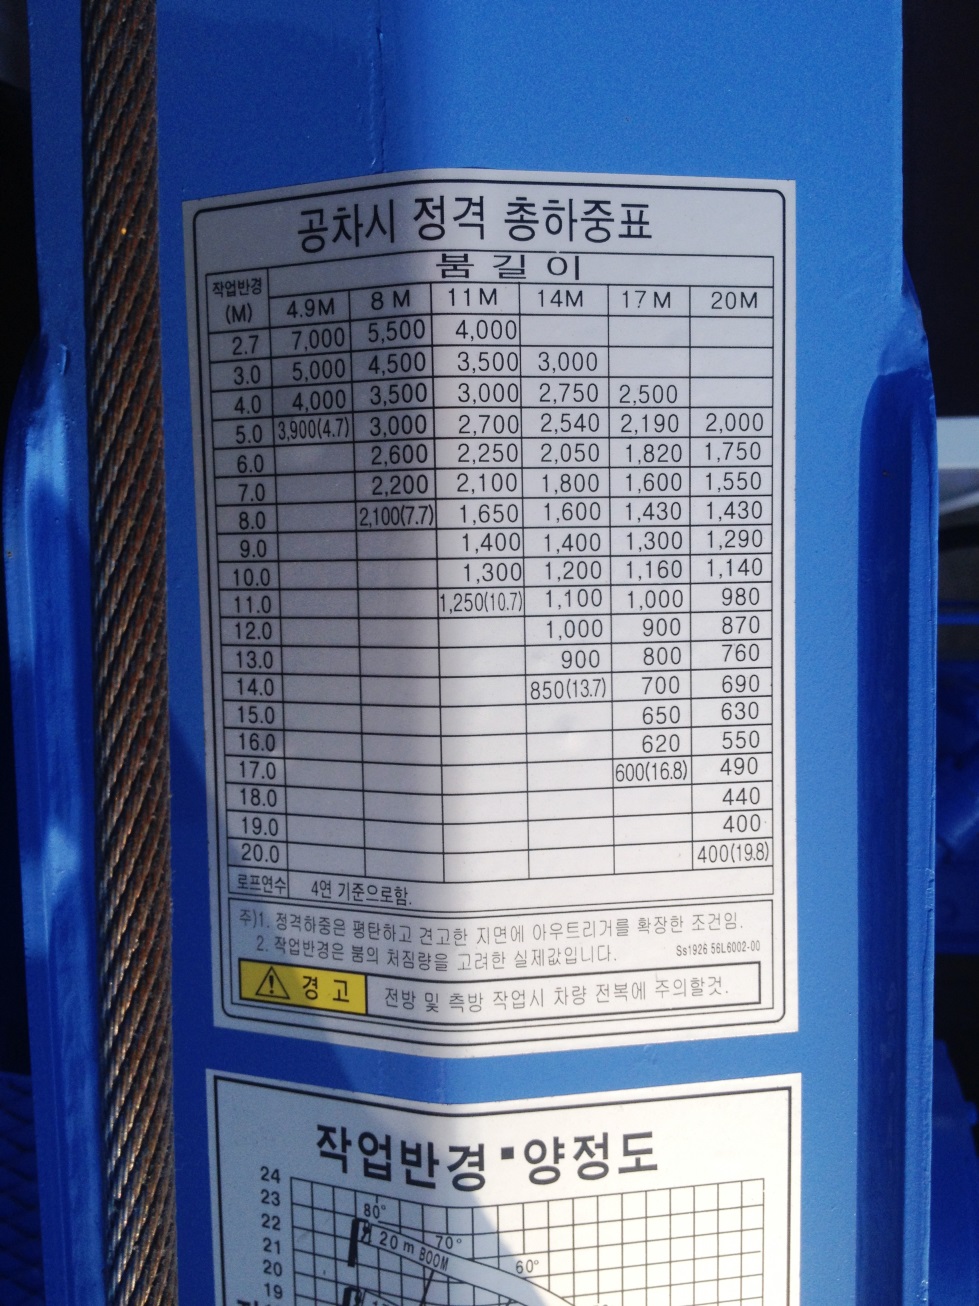 공차시 정격 총하중표
작업반경 (M) 붐길이
4.9M 8M 11M 14M 17M 20M
2.7 7,000 5,500 4,000
3.0 5,000 4,500 3,500 3,000
4.0 4,000 3,500 3,000 2,750 2,500
5.0 3,900(4.7) 3,000 2,700 2,540 2,190 2,000
6.0 2,600 2,250 2,050 1,820 1,750
7.0 2,200 2,100 1,800 1,600 1,550
8.0 2,100(7.7) 1,650 1,600 1,430 1,430
9.0 1,400 1,400 1,300 1,290
10.0 1,300 1,200 1,160 1,140
11.0 1,250(10.7) 1,100 1,000 980
12.0 1,000 900 870
13.0 900 800 760
14.0 850(13.7) 700 690
15.0 650 630
16.0 620 550
17.0 600(16.8) 490
18.0 440
19.0 400
20.0 400(19.8)
로프연수 4연 기준으로함.
주)1. 정격하중은 평탄하고 견고한 지면에 아우트리거를 확장한 조건임.
2. 작업반경은 붐의 처짐량을 고려한 실제값입니다. Ss1926 56L6002-00
경고 전방 및 측방 작업시 차량 전복에 주의할것.
작업반경·양정도
24
23
80°
22
20 m BOOM 70°
21
60°
20
19